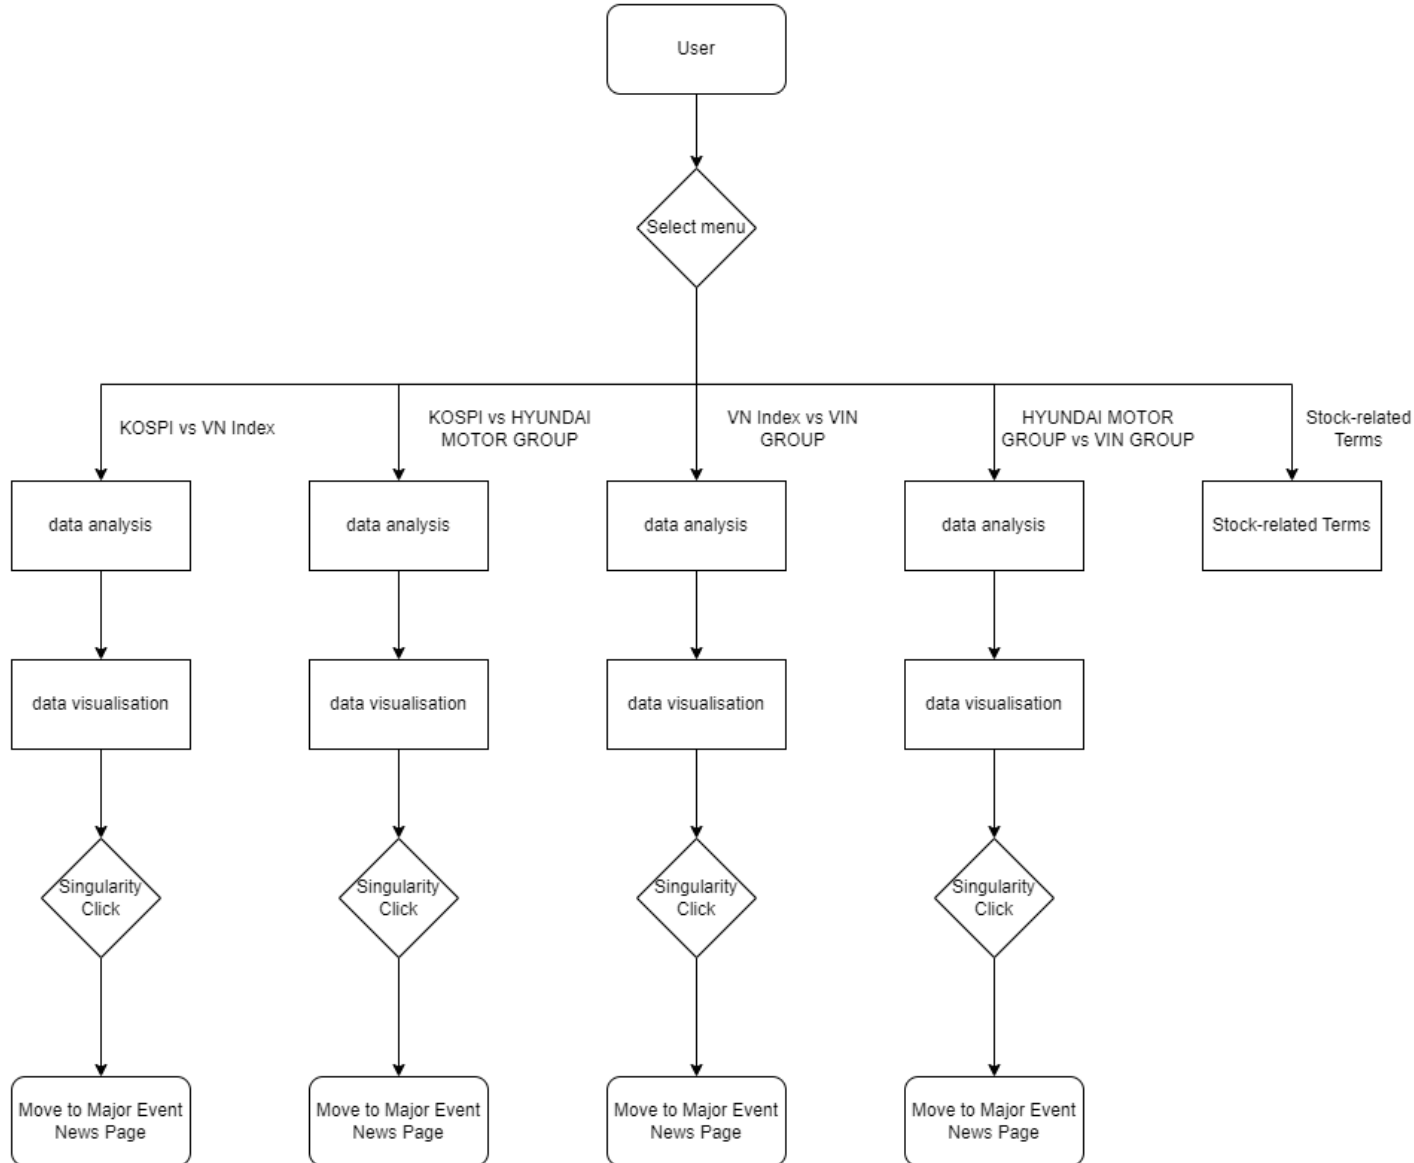 User
Select menu
KOSPI vs VN Index
KOSPI vs HYUNDAI
MOTOR GROUP
VN Index vs VIN
GROUP
HYUNDAI MOTOR
GROUP vs VIN GROUP
Stock-related
Terms
data analysis
data analysis
data analysis
data analysis
Stock-related Terms
data visualisation
data visualisation
data visualisation
data visualisation
Singularity
Click
Singularity
Click
Singularity
Click
Singularity
Click
Move to Major Event
News Page
Move to Major Event
News Page
Move to Major Event
News Page
Move to Major Event
News Page